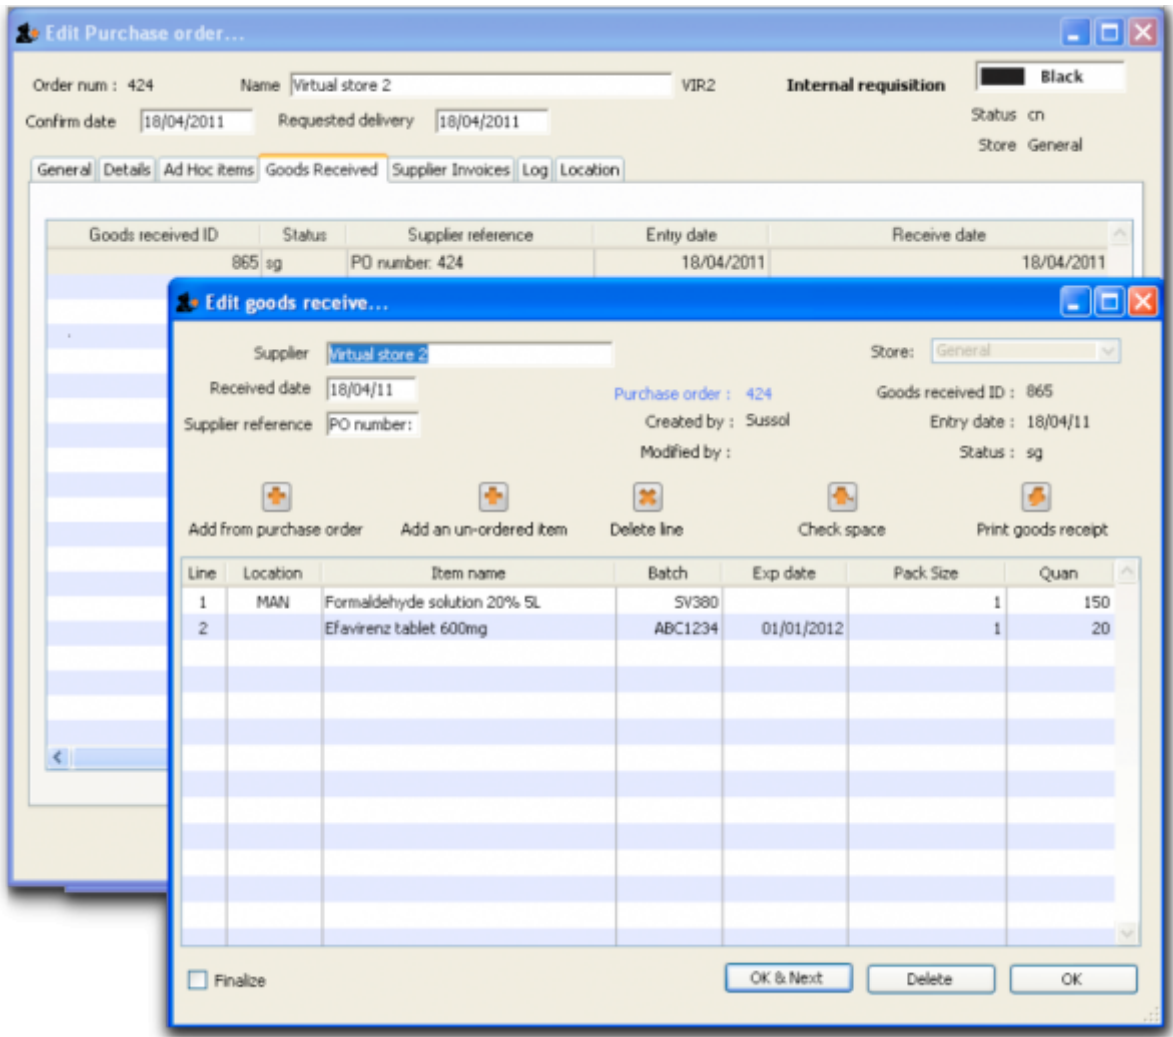 Edit Purchase order...
Order num : 424 Name Virtual store 2 VIR2 Internal requisition Black
Confirm date 18/04/2011 Requested delivery 18/04/2011 Status cn
Store General
General Details Ad Hoc items Goods Received Supplier Invoices Log Location
Goods received ID Status Supplier reference Entry date Receive date
865 sg PO number: 424 18/04/2011 18/04/2011
Edit goods receive...
Supplier Virtual store 2 Store: General
Received date 18/04/11 Purchase order : 424 Goods received ID : 865
Supplier reference PO number: Created by : Sussol Entry date : 18/04/11
Modified by : Status : sg
Add from purchase order Add an un-ordered item Delete line Check space Print goods receipt
Line Location Item name Batch Exp date Pack Size Quan
1 MAN Formaldehyde solution 20% 5L SV380 1 150
2 Efavirenz tablet 600mg ABC1234 01/01/2012 1 20
Finalize OK & Next Delete OK